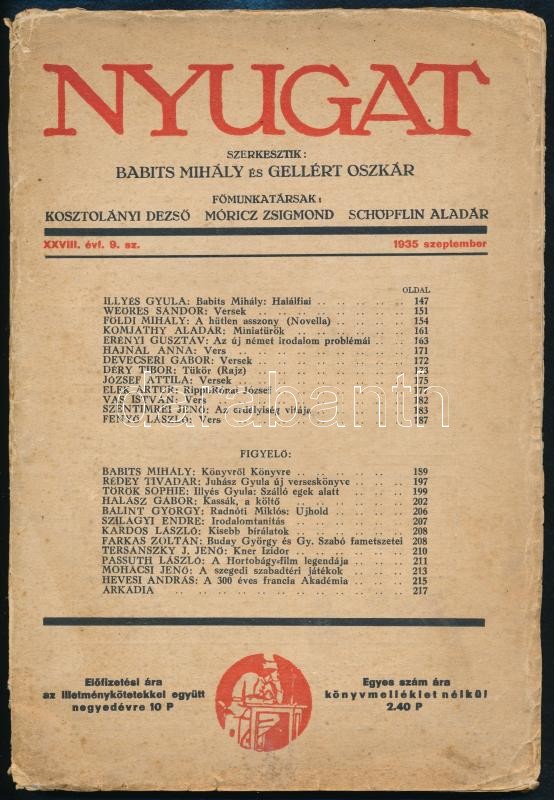 NYUGAT
SZERKESZTIK:
BABITS MIHÁLY ÉS GELLÉRT OSZKÁR
FŐMUNKATÁRSAK:
KOSZTOLÁNYI DEZSŐ MÓRICZ ZSIGMOND SCHÖPFLIN ALADÁR
XXVIII. évf. 9. sz. 1935 szeptember
OLDAL
ILLYÉS GYULA: Babits Mihály: Halálfiai 147
WEÖRES SÁNDOR: Versek 151
FÖLDI MIHÁLY: A hűtlen asszony (Novella) 154
KOMJÁTHY ALADÁR: Miniatürök 161
ERÉNYI GUSZTÁV: Az új német irodalom problémái 163
HAJNAL ANNA: Vers 171
DEVECSERI GÁBOR: Versek 172
DÉRY TIBOR: Tükör (Rajz) 173
JÓZSEF ATTILA: Versek 175
ELEK ARTÚR: Rippl-Rónai József 177
VAS ISTVÁN: Vers 182
SZENTIMREI JENŐ: Az erdélyiség vitája 183
FENYŐ LÁSZLÓ: Vers 187
darabanth
FIGYELŐ:
BABITS MIHÁLY: Könyvről Könyvre 189
RÉDEY TIVADAR: Juhász Gyula új verseskönyve 197
TÖRÖK SOPHIE: Illyés Gyula: Szálló egek alatt 199
HALÁSZ GÁBOR: Kassák, a költő 202
BÁLINT GYÖRGY: Radnóti Miklós: Ujhold 206
SZILÁGYI ENDRE: Irodalomtanítás 207
KARDOS LÁSZLÓ: Kisebb bírálatok 208
FARKAS ZOLTÁN: Buday György és Gy. Szabó fametszetei 208
TERSÁNSZKY J. JENŐ: Kner Izidor 210
PASSUTH LÁSZLÓ: A Hortobágy-film legendája 211
MOHÁCSI JENŐ: A szegedi szabadtéri játékok 213
HEVESI ANDRÁS: A 300 éves francia Akadémia 215
ÁRKÁDIA 217
Előfizetési ára
az illetménykötetekkel együtt
negyedévre 10 P
Egyes szám ára
könyvmelléklet nélkül
2.40 P